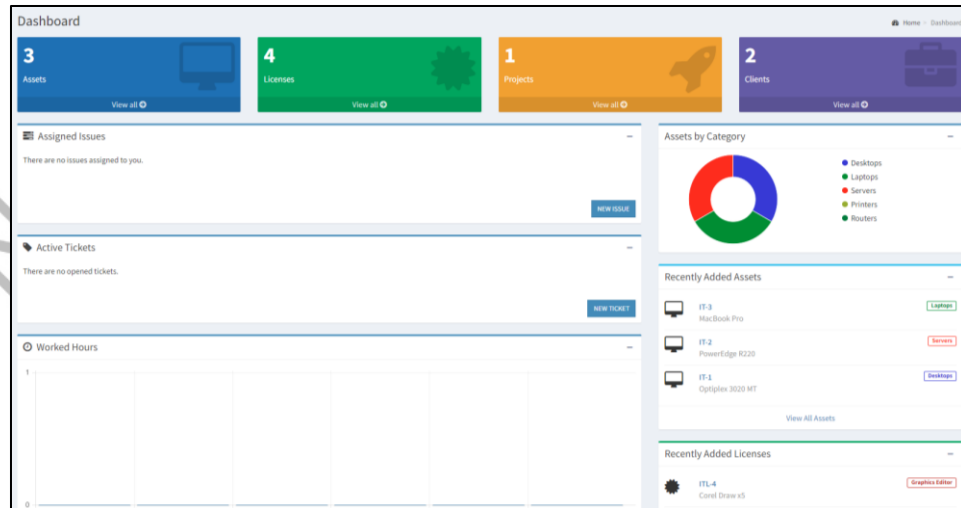 Dashboard
Home > Dashboard
3
Assets
View all
4
Licenses
View all
1
Projects
View all
2
Clients
View all
Assigned Issues
There are no issues assigned to you.
NEW ISSUE
Active Tickets
There are no opened tickets.
NEW TICKET
Worked Hours
1
0
Assets by Category
Desktops
Laptops
Servers
Printers
Routers
Recently Added Assets
IT-3 Laptops
MacBook Pro
IT-2 Servers
PowerEdge R220
IT-1 Desktops
Optiplex 3020 MT
View All Assets
Recently Added Licenses
ITL-4 Graphics Editor
Corel Draw x5